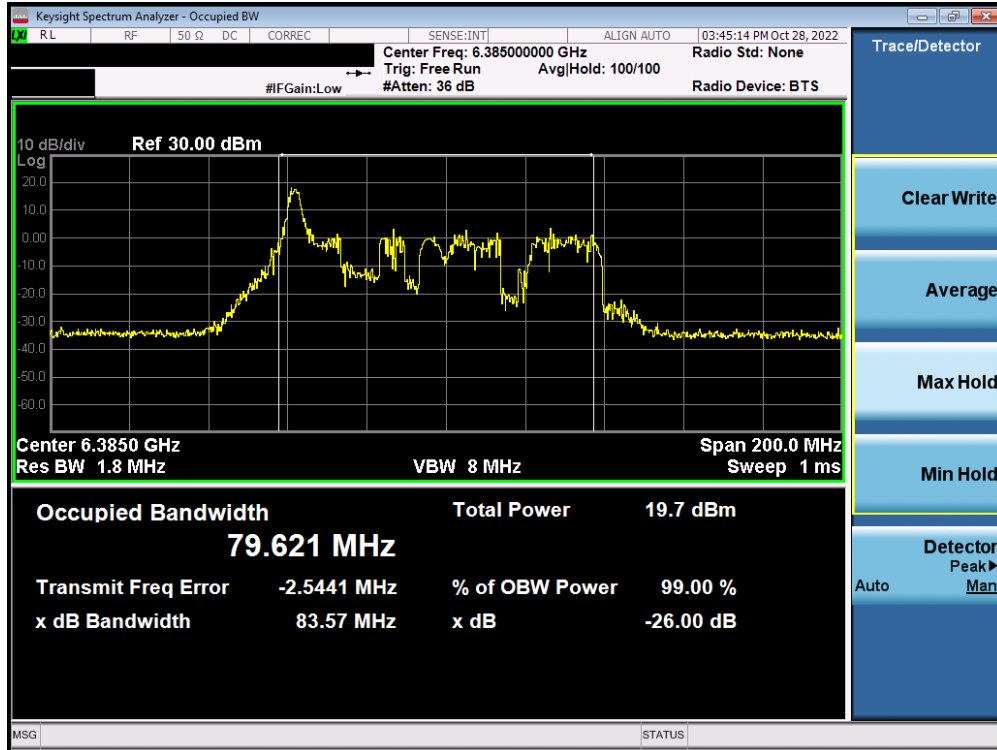 Keysight Spectrum Analyzer - Occupied BW
LXI RL RF 50 Ω DC CORREC SENSE:INT ALIGN AUTO 03:45:14 PM Oct 28, 2022
Center Freq: 6.385000000 GHz Radio Std: None
Trig: Free Run Avg|Hold: 100/100
#IFGain:Low #Atten: 36 dB Radio Device: BTS
10 dB/div Ref 30.00 dBm
Log
20.0
10.0
0.00
-10.0
-20.0
-30.0
-40.0
-50.0
-60.0
Center 6.3850 GHz Span 200.0 MHz
Res BW 1.8 MHz VBW 8 MHz Sweep 1 ms
Occupied Bandwidth Total Power 19.7 dBm
79.621 MHz
Transmit Freq Error -2.5441 MHz % of OBW Power 99.00 %
x dB Bandwidth 83.57 MHz x dB -26.00 dB
MSG STATUS
Trace/Detector
Clear Write
Average
Max Hold
Min Hold
Detector
Peak▶
Auto Man